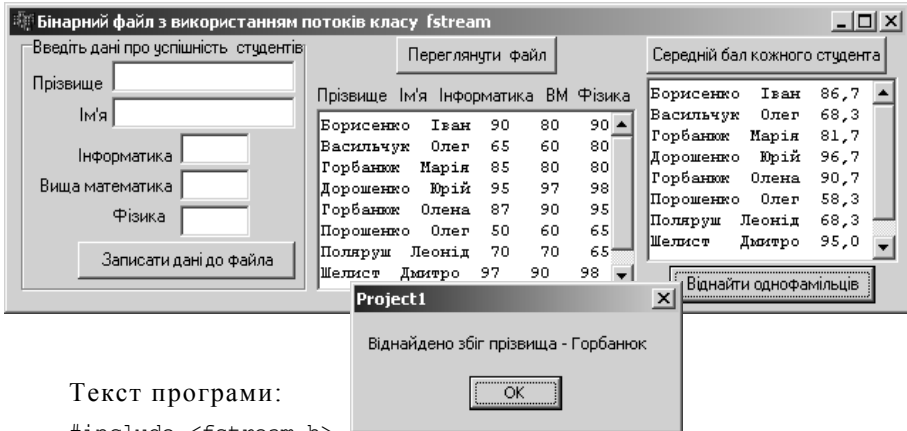 Бінарний файл з використанням потоків класу fstream
Введіть дані про успішність студентів
Прізвище
Ім'я
Інформатика
Вища математика
Фізика
Записати дані до файла
Переглянути файл
Прізвище Ім'я Інформатика ВМ Фізика
Борисенко Іван 90 80 90
Васильчук Олег 65 60 80
Горбанюк Марія 85 80 80
Дорошенко Юрій 95 97 98
Горбанюк Олена 87 90 95
Порошенко Олег 50 60 65
Поляруш Леонід 70 70 65
Шелист Дмитро 97 90 98
Середній бал кожного студента
Борисенко Іван 86,7
Васильчук Олег 68,3
Горбанюк Марія 81,7
Дорошенко Юрій 96,7
Горбанюк Олена 90,7
Порошенко Олег 58,3
Поляруш Леонід 68,3
Шелист Дмитро 95,0
Віднайти однофамільців
Project1
Віднайдено збіг прізвища - Горбанюк
OK
Текст програми:
#include <fstream.h>